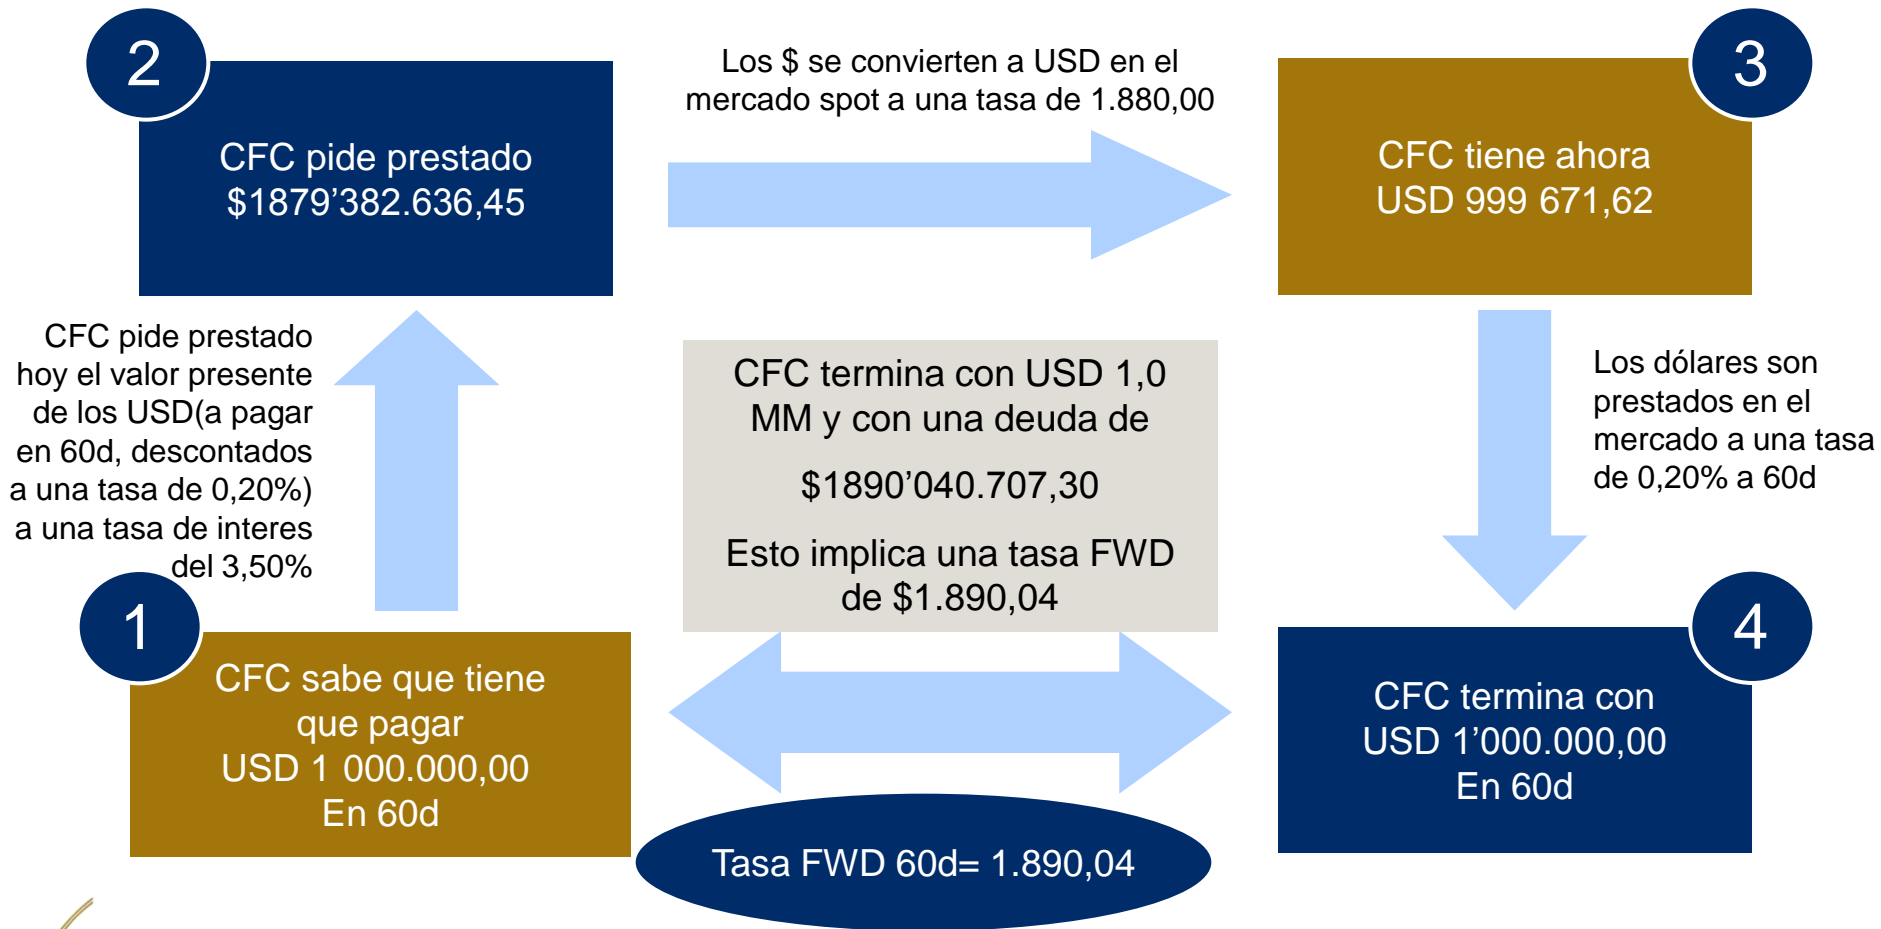 2
CFC pide prestado
$1879’382.636,45
Los $ se convierten a USD en el
mercado spot a una tasa de 1.880,00
3
CFC tiene ahora
USD 999 671,62
CFC pide prestado
hoy el valor presente
de los USD(a pagar
en 60d, descontados
a una tasa de 0,20%)
a una tasa de interes
del 3,50%
CFC termina con USD 1,0
MM y con una deuda de
$1890’040.707,30
Esto implica una tasa FWD
de $1.890,04
Los dólares son
prestados en el
mercado a una tasa
de 0,20% a 60d
1
CFC sabe que tiene
que pagar
USD 1 000.000,00
En 60d
4
CFC termina con
USD 1’000.000,00
En 60d
Tasa FWD 60d= 1.890,04